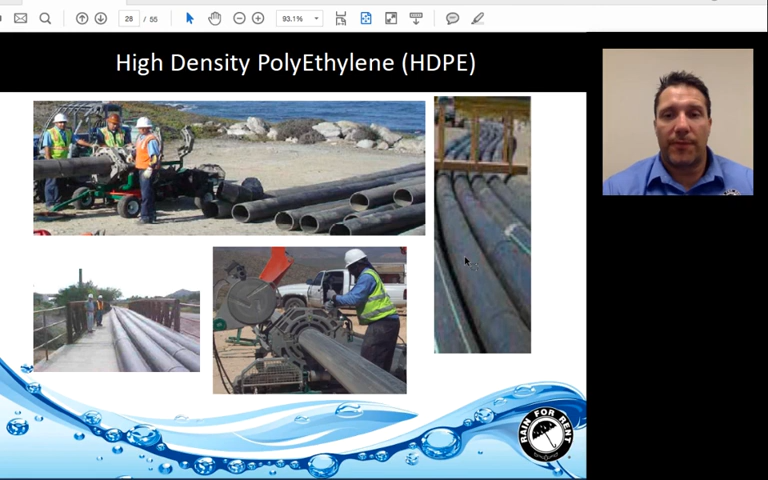 28 / 55
93.1%
High Density PolyEthylene (HDPE)
RAIN FOR RENT